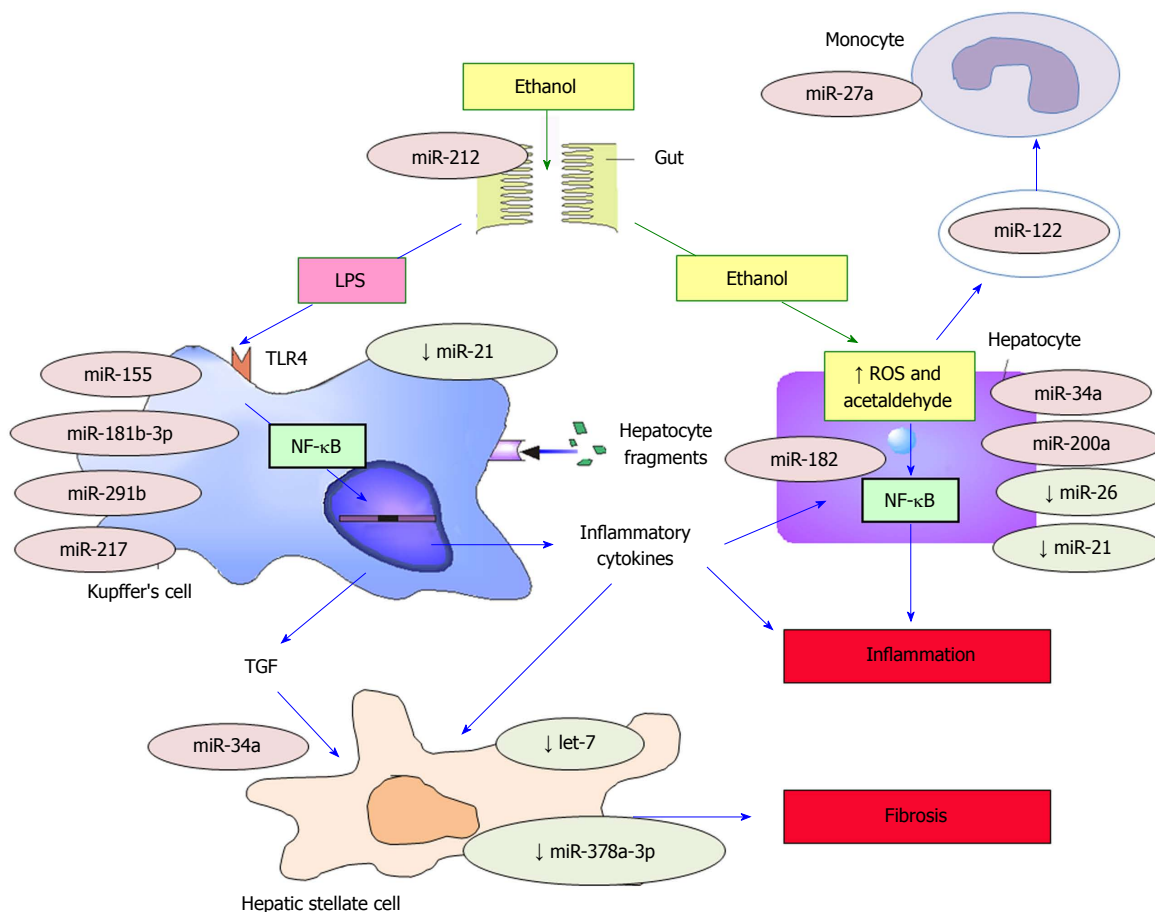 Monocyte
miR-27a
Ethanol
miR-212
Gut
miR-122
LPS
Ethanol
TLR4
↓ miR-21
Hepatocyte
miR-155
↑ ROS and
acetaldehyde
miR-34a
miR-181b-3p
NF-κB
Hepatocyte
fragments
miR-182
miR-200a
miR-291b
NF-κB
↓ miR-26
miR-217
Inflammatory
cytokines
↓ miR-21
Kupffer's cell
TGF
Inflammation
miR-34a
↓ let-7
Fibrosis
↓ miR-378a-3p
Hepatic stellate cell